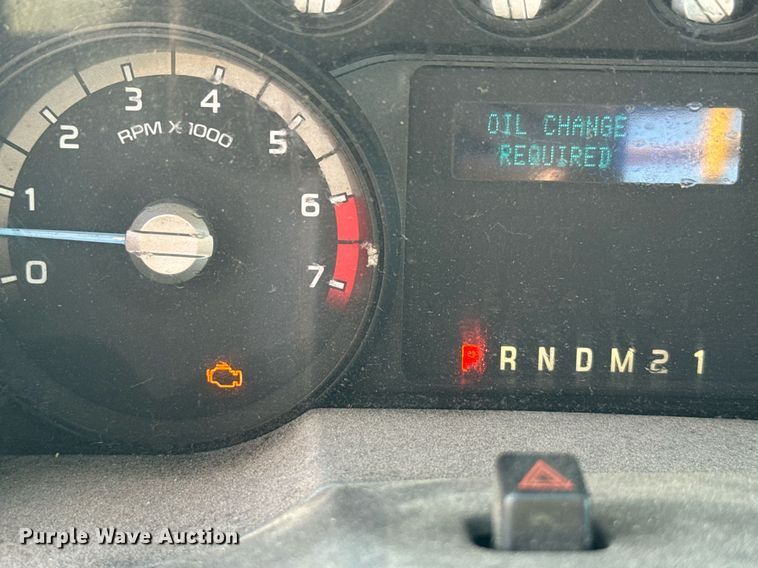 0
1
2
3
4
5
6
7
RPM X 1000
OIL CHANGE
REQUIRED
P R N D M 2 1
Purple Wave Auction